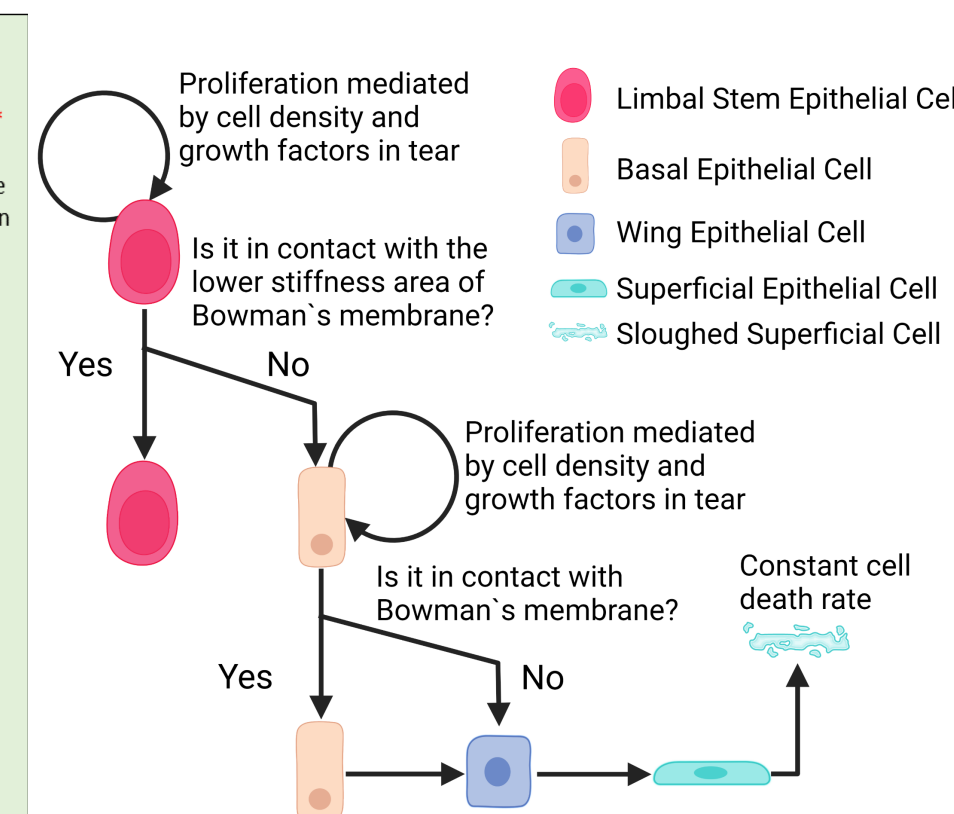 Proliferation mediated
by cell density and
growth factors in tear
Limbal Stem Epithelial Cel
Basal Epithelial Cell
Wing Epithelial Cell
Superficial Epithelial Cell
Sloughed Superficial Cell
Is it in contact with the
lower stiffness area of
Bowman`s membrane?
Yes
No
Proliferation mediated
by cell density and
growth factors in tear
Is it in contact with
Bowman`s membrane?
Constant cell
death rate
Yes
No